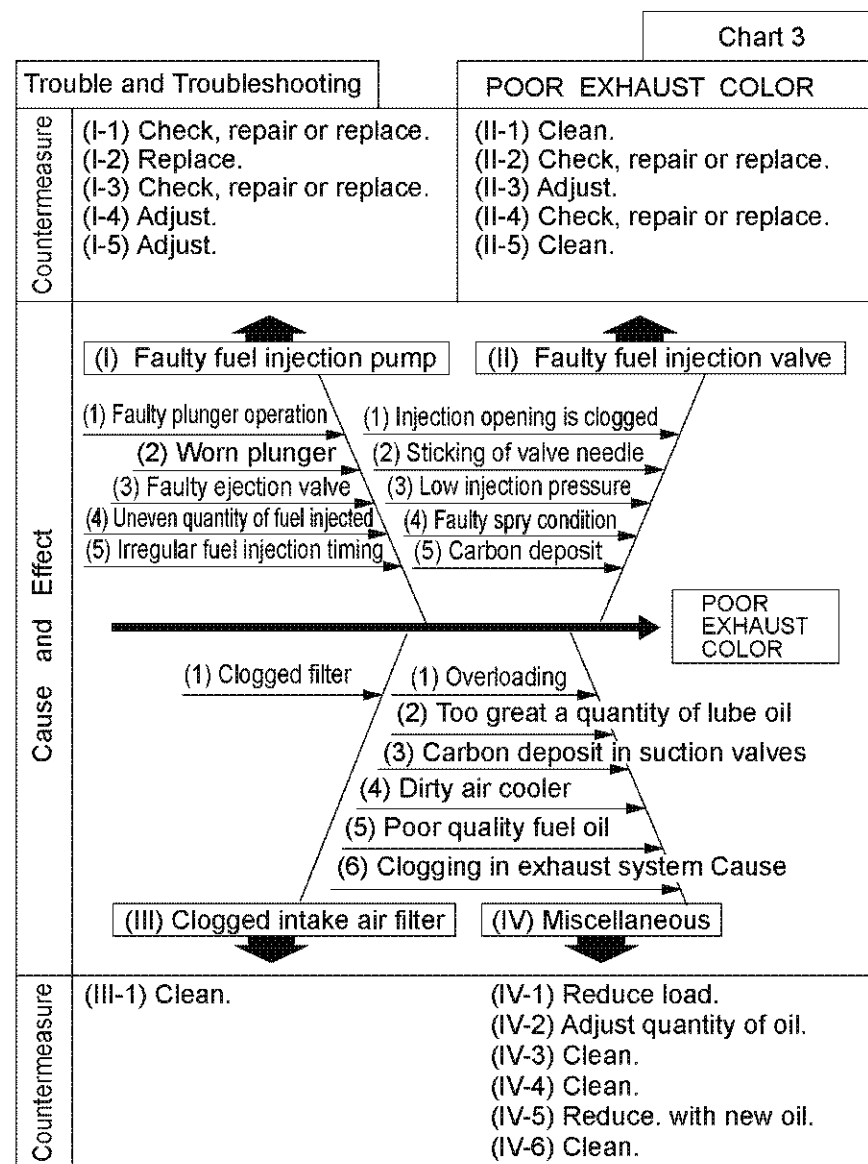 Chart 3
Trouble and Troubleshooting
POOR EXHAUST COLOR
Countermeasure
(I-1) Check, repair or replace.
(I-2) Replace.
(I-3) Check, repair or replace.
(I-4) Adjust.
(I-5) Adjust.
(II-1) Clean.
(II-2) Check, repair or replace.
(II-3) Adjust.
(II-4) Check, repair or replace.
(II-5) Clean.
Cause and Effect
(I) Faulty fuel injection pump
(1) Faulty plunger operation
(2) Worn plunger
(3) Faulty ejection valve
(4) Uneven quantity of fuel injected
(5) Irregular fuel injection timing
(II) Faulty fuel injection valve
(1) Injection opening is clogged
(2) Sticking of valve needle
(3) Low injection pressure
(4) Faulty spry condition
(5) Carbon deposit
POOR
EXHAUST
COLOR
(1) Clogged filter
(III) Clogged intake air filter
(1) Overloading
(2) Too great a quantity of lube oil
(3) Carbon deposit in suction valves
(4) Dirty air cooler
(5) Poor quality fuel oil
(6) Clogging in exhaust system Cause
(IV) Miscellaneous
Countermeasure
(III-1) Clean.
(IV-1) Reduce load.
(IV-2) Adjust quantity of oil.
(IV-3) Clean.
(IV-4) Clean.
(IV-5) Reduce. with new oil.
(IV-6) Clean.